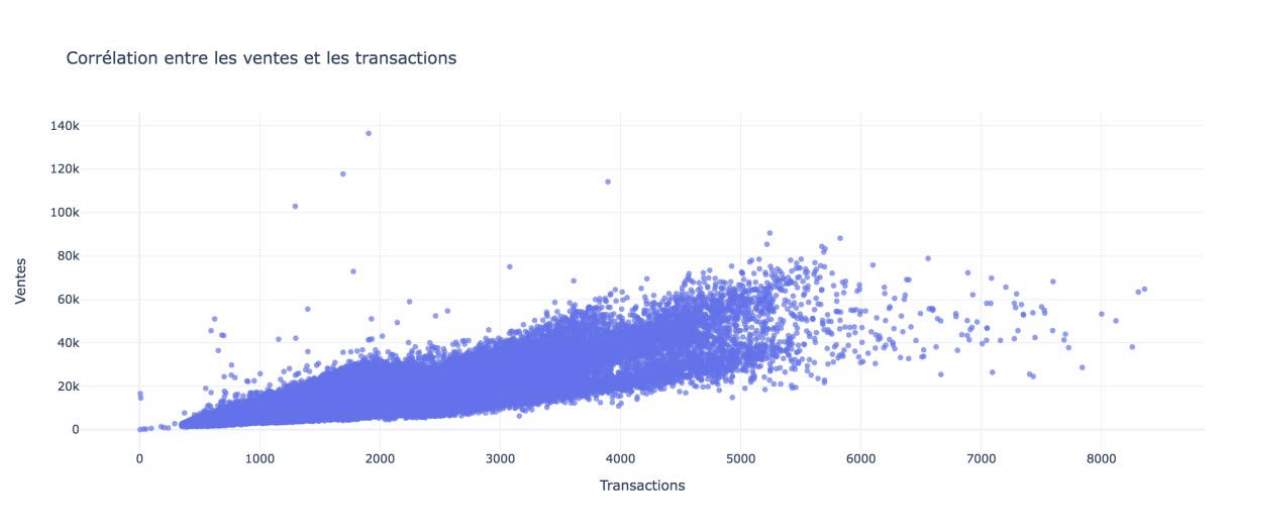 Corrélation entre les ventes et les transactions
140k
120k
100k
80k
60k
40k
20k
0
Ventes
0 1000 2000 3000 4000 5000 6000 7000 8000
Transactions